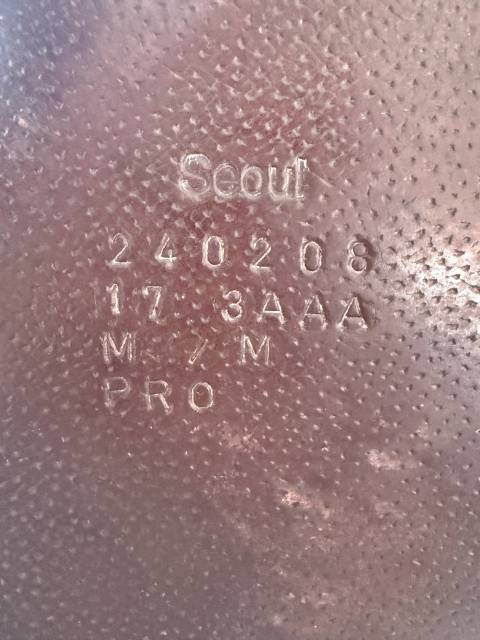 Seoul
240208
17 3AAA
M / M
PRO